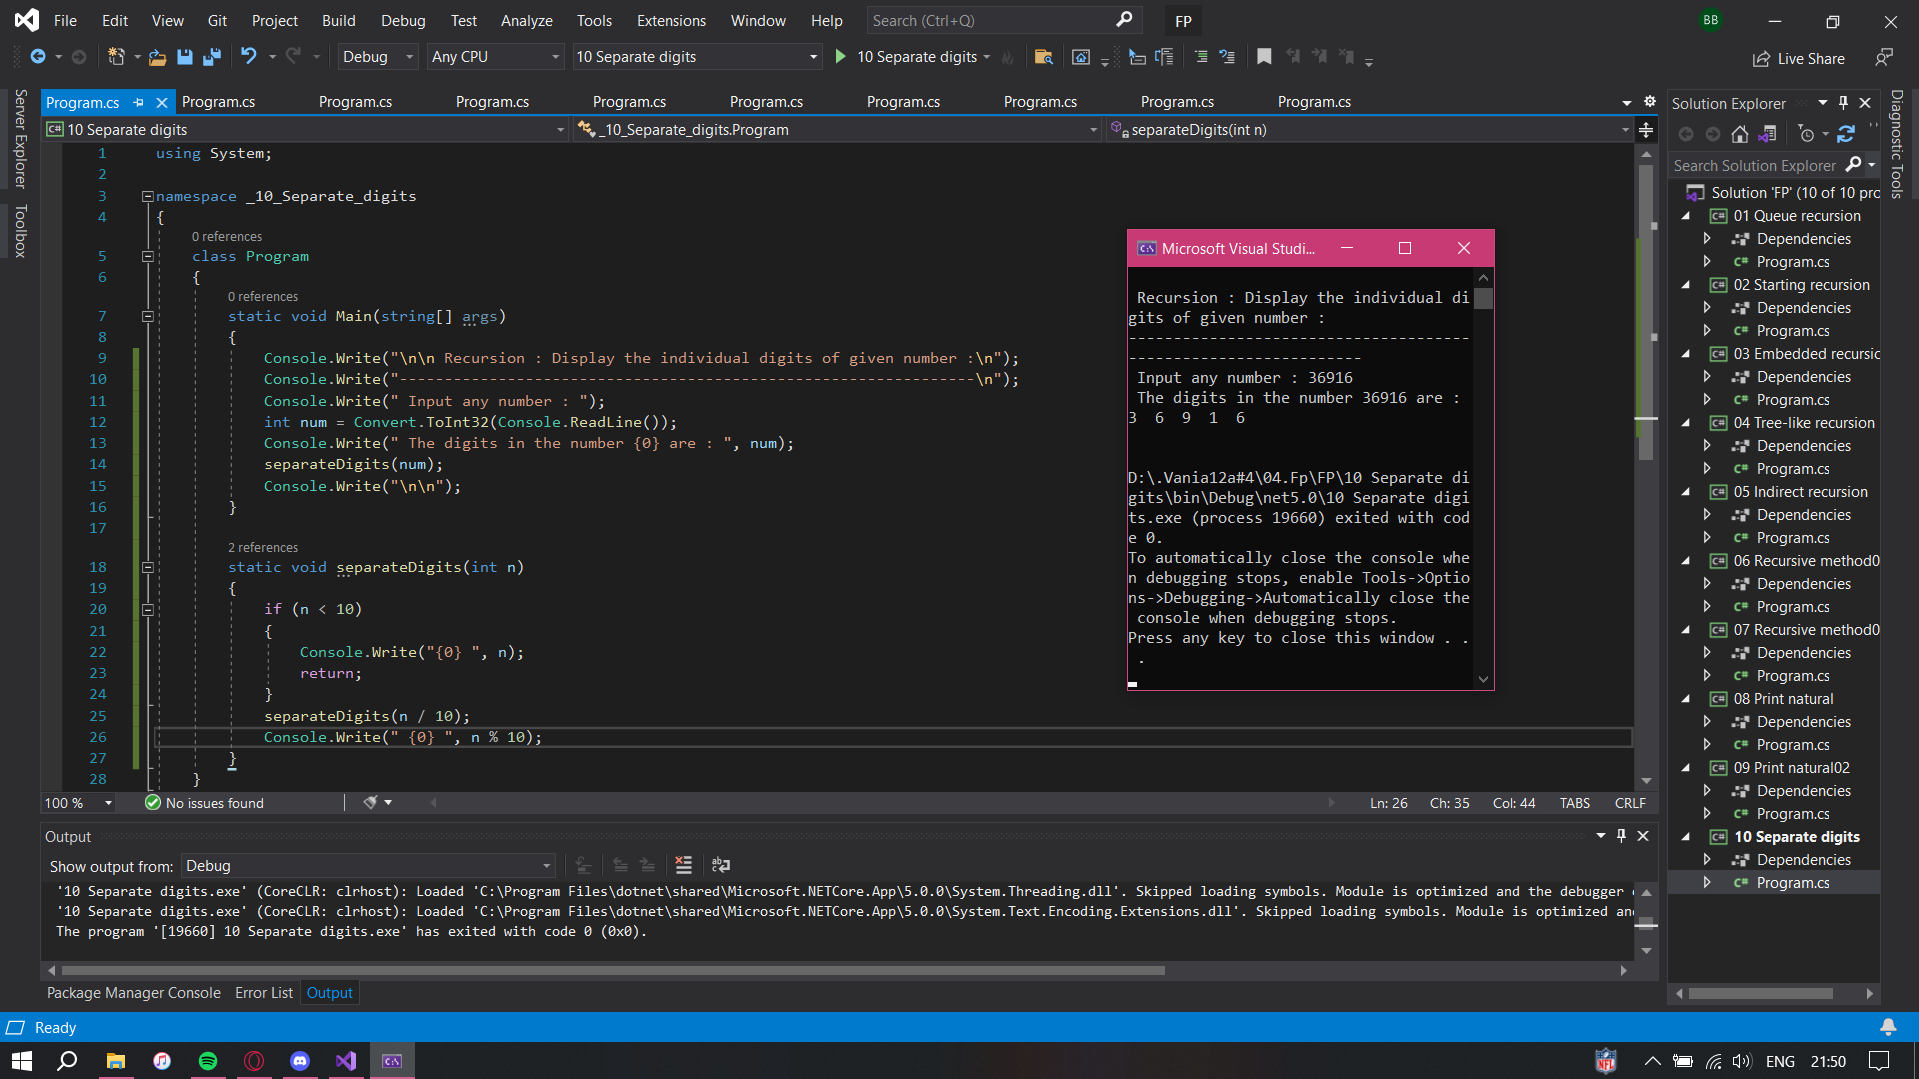 File Edit View Git Project Build Debug Test Analyze Tools Extensions Window Help Search (Ctrl+Q) FP BB
Debug Any CPU 10 Separate digits 10 Separate digits Live Share
Server Explorer
Toolbox
Program.cs Program.cs Program.cs Program.cs Program.cs Program.cs Program.cs Program.cs Program.cs Program.cs
10 Separate digits _10_Separate_digits.Program separateDigits(int n)
1 using System;
2
3 namespace _10_Separate_digits
4 {
0 references
5 class Program
6 {
0 references
7 static void Main(string[] args)
8 {
9 Console.Write("\n\n Recursion : Display the individual digits of given number :\n");
10 Console.Write("----------------------------------------------------------------\n");
11 Console.Write(" Input any number : ");
12 int num = Convert.ToInt32(Console.ReadLine());
13 Console.Write(" The digits in the number {0} are : ", num);
14 separateDigits(num);
15 Console.Write("\n\n");
16 }
17
2 references
18 static void separateDigits(int n)
19 {
20 if (n < 10)
21 {
22 Console.Write("{0} ", n);
23 return;
24 }
25 separateDigits(n / 10);
26 Console.Write(" {0} ", n % 10);
27 }
28 }
100 % No issues found Ln: 26 Ch: 35 Col: 44 TABS CRLF
Microsoft Visual Studi...
Recursion : Display the individual di
gits of given number :
--------------------------------------
--------------------------
Input any number : 36916
The digits in the number 36916 are :
3 6 9 1 6
D:\.Vania12a#4\04.Fp\FP\10 Separate di
gits\bin\Debug\net5.0\10 Separate digi
ts.exe (process 19660) exited with cod
e 0.
To automatically close the console whe
n debugging stops, enable Tools->Optio
ns->Debugging->Automatically close the
console when debugging stops.
Press any key to close this window . .
.
Output
Show output from: Debug
'10 Separate digits.exe' (CoreCLR: clrhost): Loaded 'C:\Program Files\dotnet\shared\Microsoft.NETCore.App\5.0.0\System.Threading.dll'. Skipped loading symbols. Module is optimized and the debugger
'10 Separate digits.exe' (CoreCLR: clrhost): Loaded 'C:\Program Files\dotnet\shared\Microsoft.NETCore.App\5.0.0\System.Text.Encoding.Extensions.dll'. Skipped loading symbols. Module is optimized an
The program '[19660] 10 Separate digits.exe' has exited with code 0 (0x0).
Package Manager Console Error List Output
Solution Explorer
Search Solution Explorer
Solution 'FP' (10 of 10 pro
01 Queue recursion
Dependencies
Program.cs
02 Starting recursion
Dependencies
Program.cs
03 Embedded recursic
Dependencies
Program.cs
04 Tree-like recursion
Dependencies
Program.cs
05 Indirect recursion
Dependencies
Program.cs
06 Recursive method0
Dependencies
Program.cs
07 Recursive method0
Dependencies
Program.cs
08 Print natural
Dependencies
Program.cs
09 Print natural02
Dependencies
Program.cs
10 Separate digits
Dependencies
Program.cs
Diagnostic Tools
Ready
NFL ENG 21:50